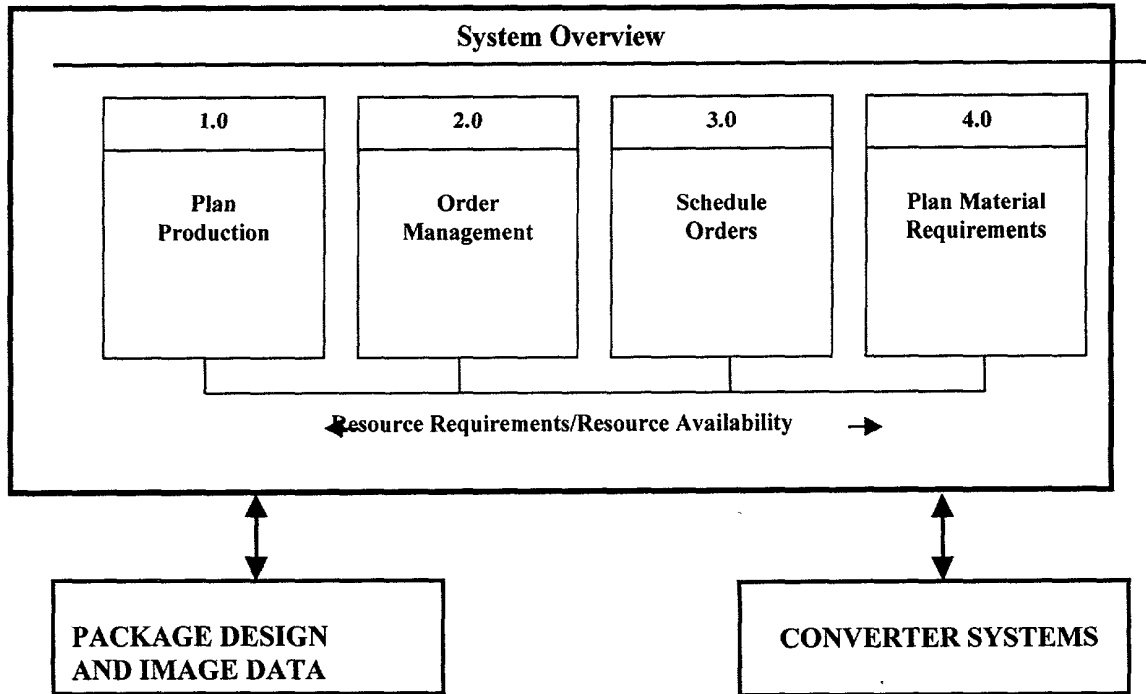 System Overview
1.0
2.0
3.0
4.0
Plan
Production
Order
Management
Schedule
Orders
Plan Material
Requirements
Resource Requirements/Resource Availability
PACKAGE DESIGN
AND IMAGE DATA
CONVERTER SYSTEMS